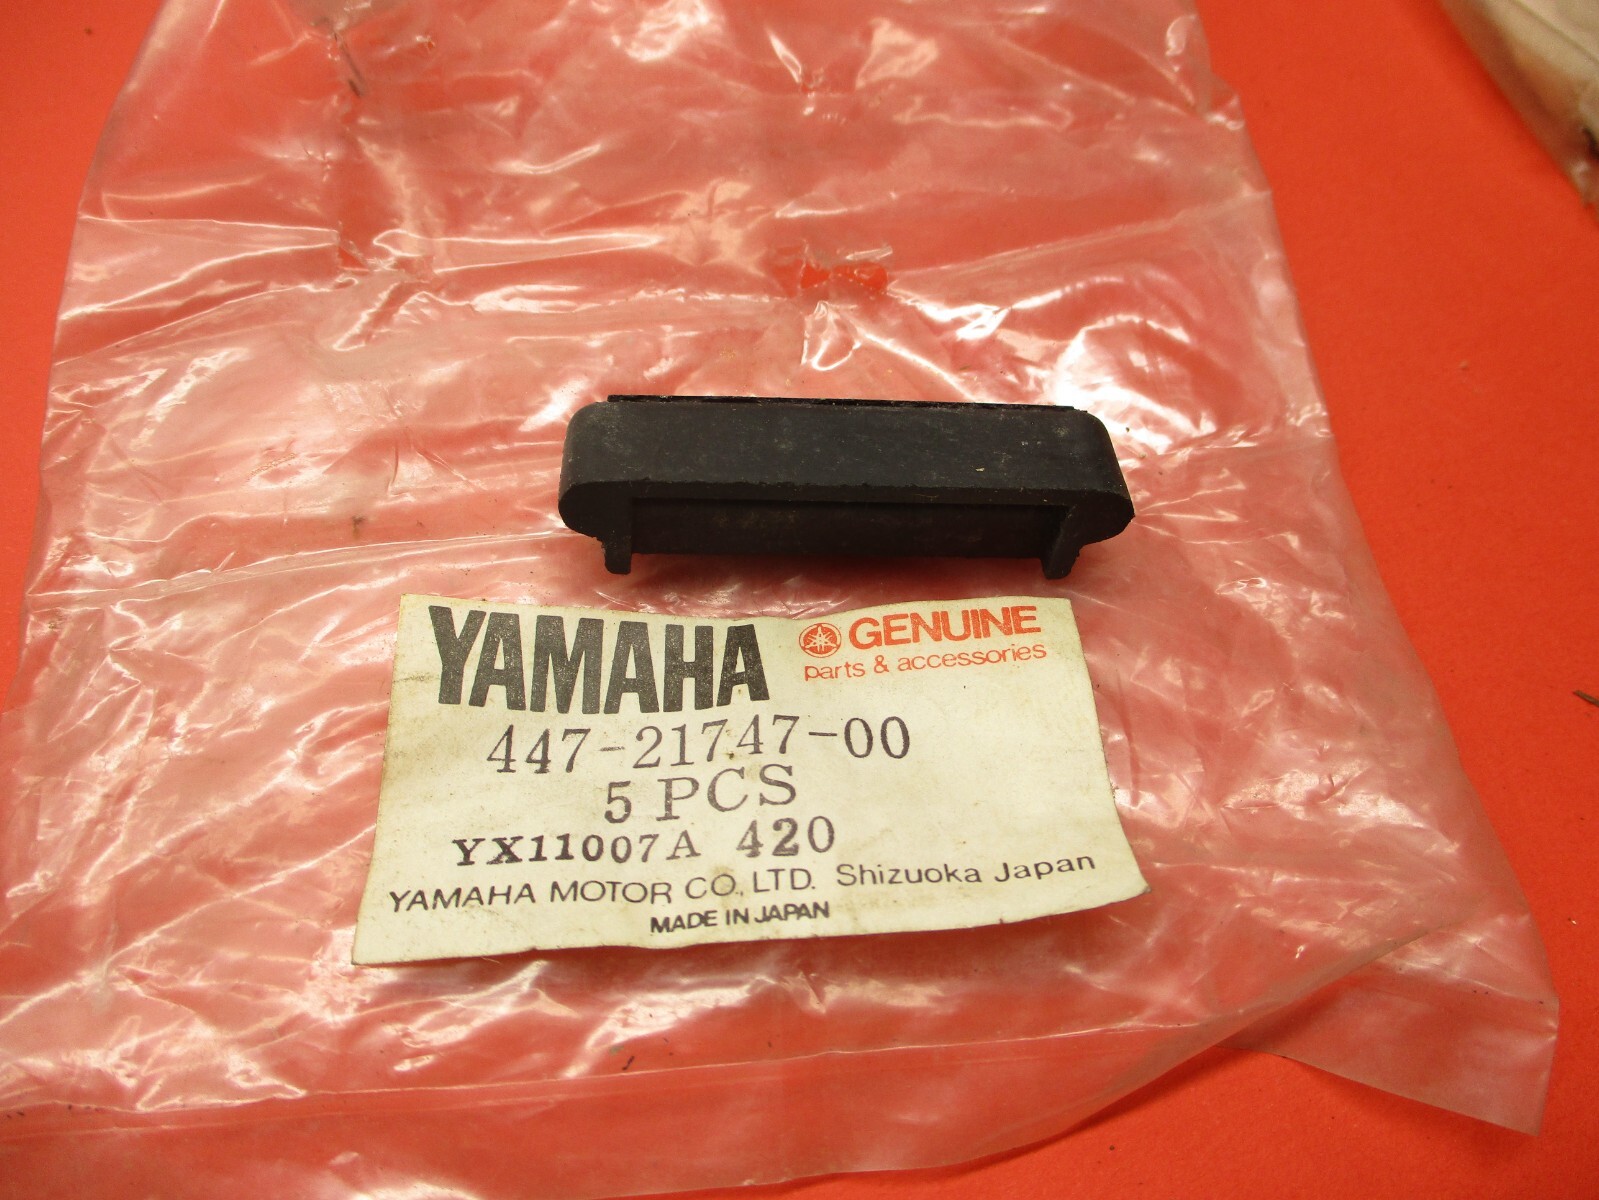 YAMAHA GENUINE
parts & accessories
447-21747-00
5 PCS
YX11007A 420
YAMAHA MOTOR CO., LTD. Shizuoka Japan
MADE IN JAPAN